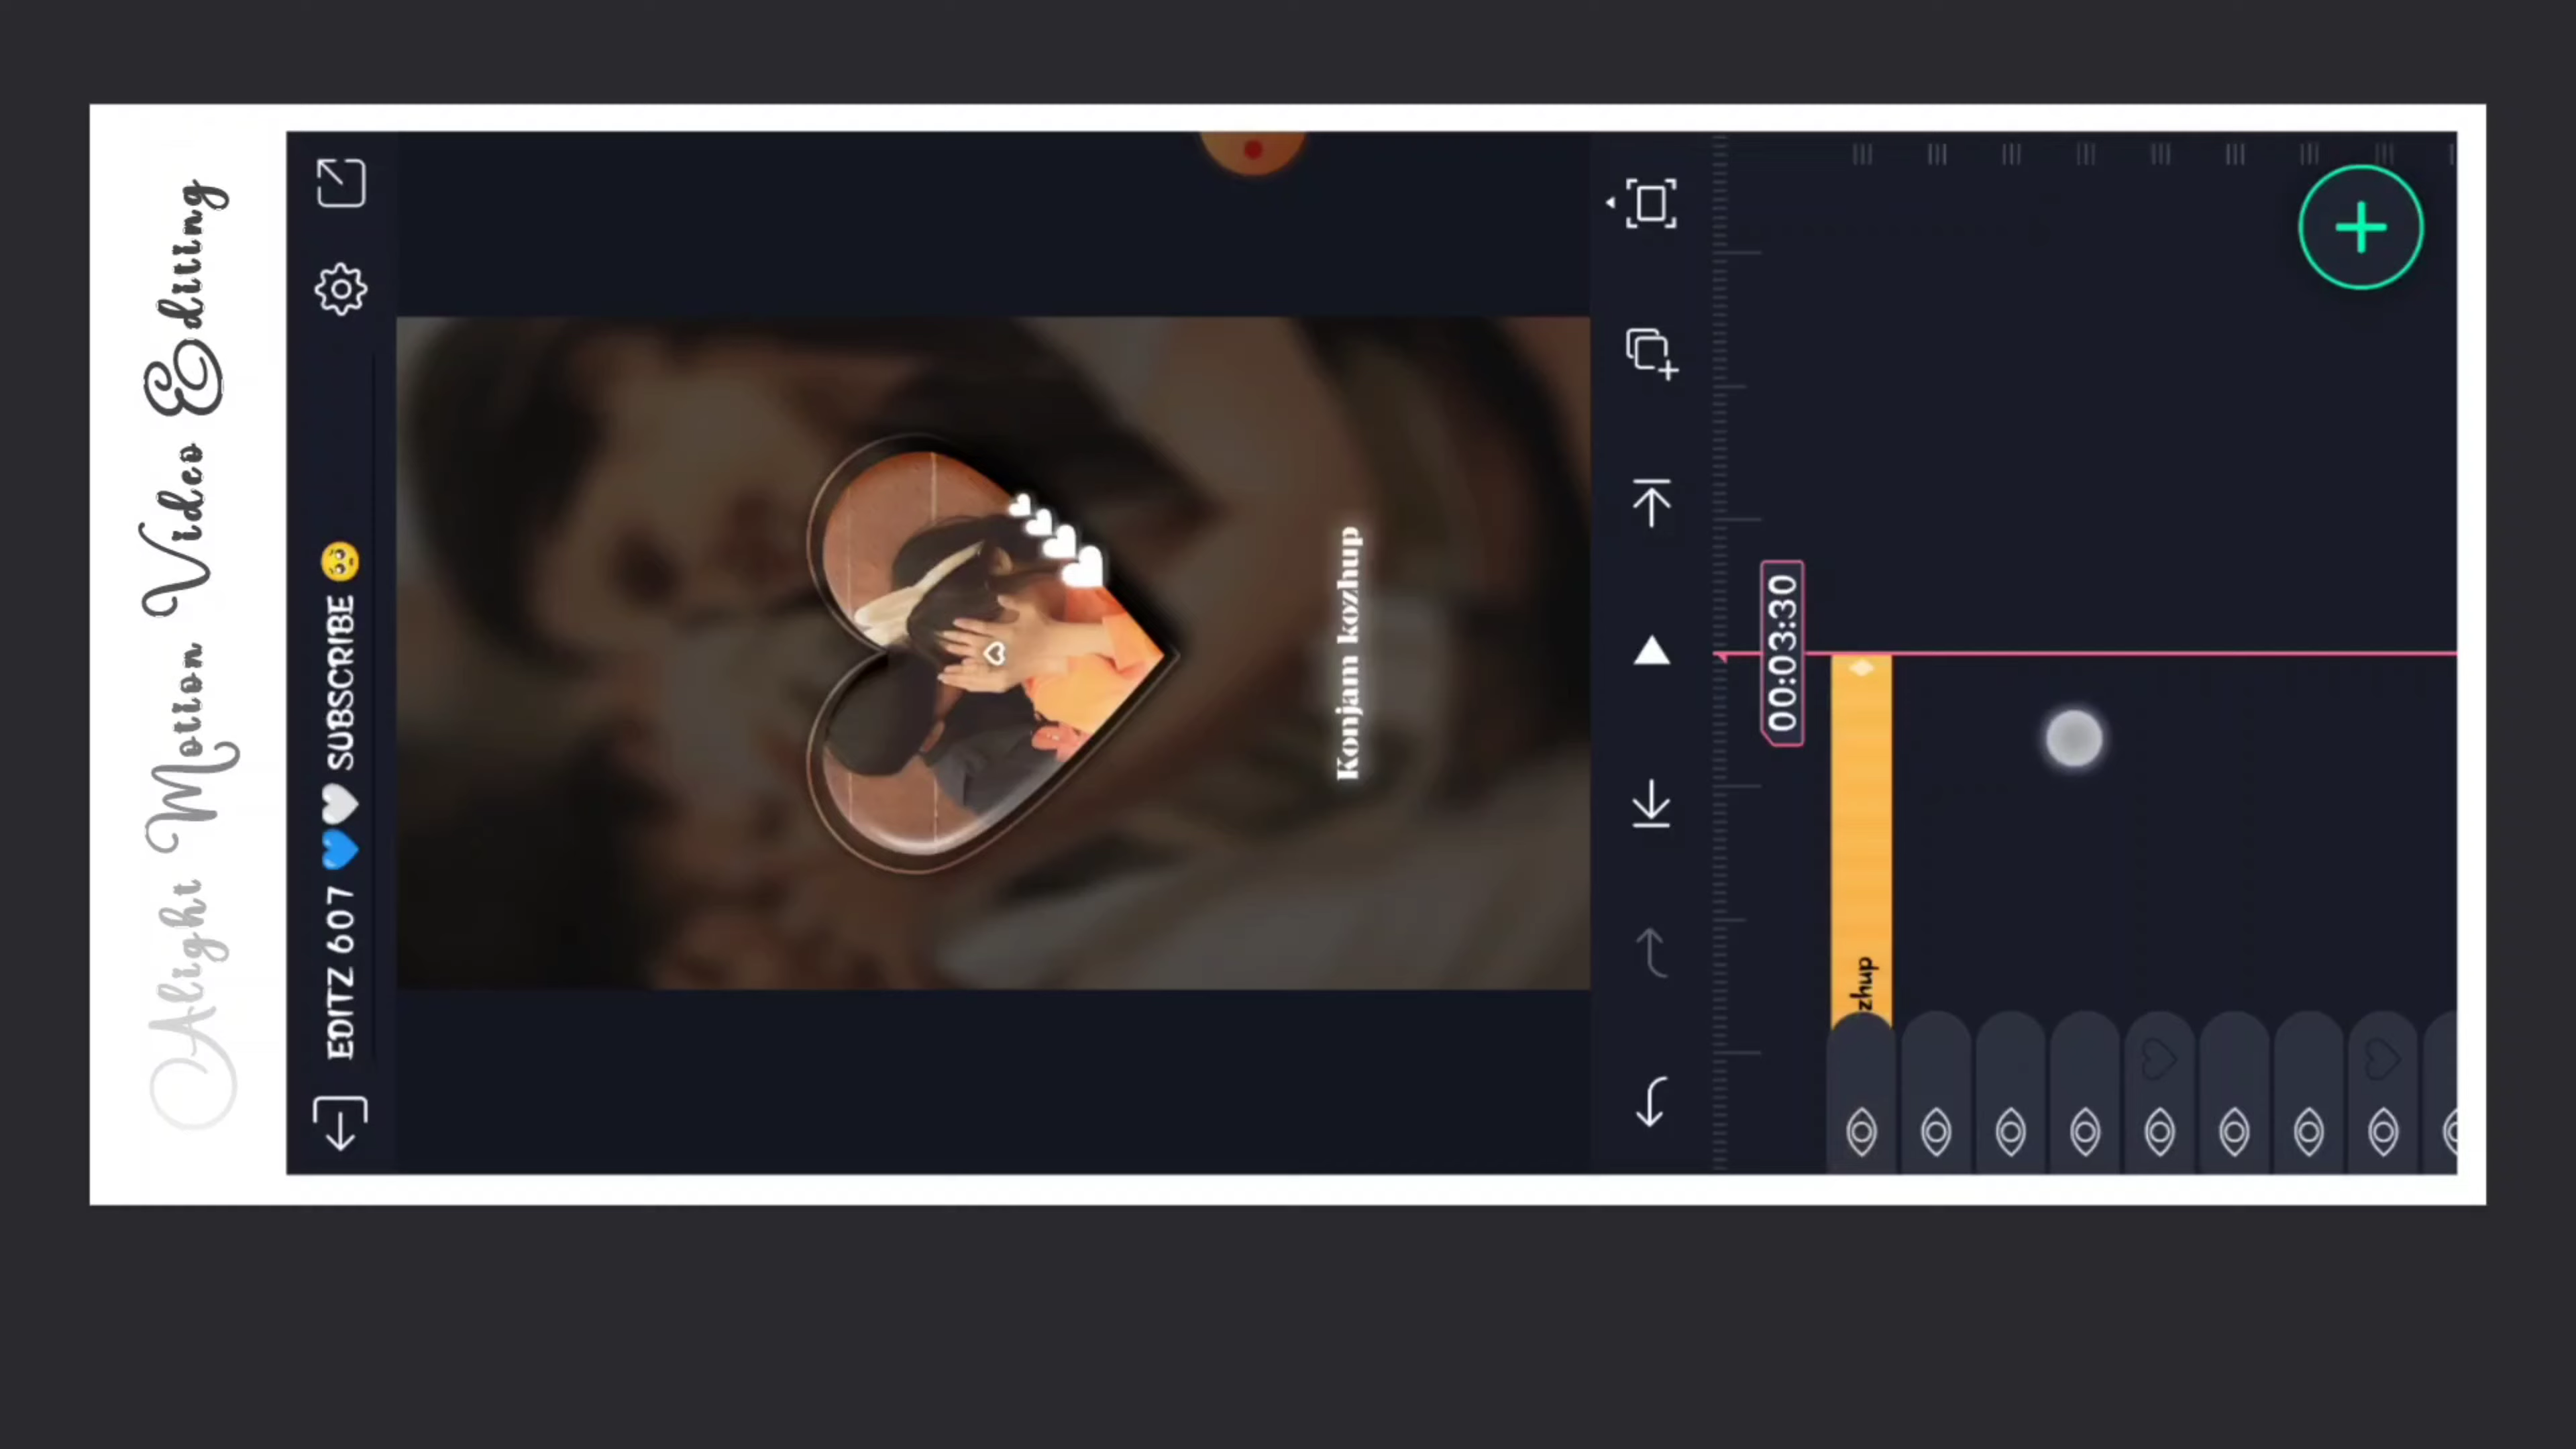 Alight Motion Video Editing
EDITZ 607 💙🤍 SUBSCRIBE 🥺
Konjam kozhup
00:03:30
zhup